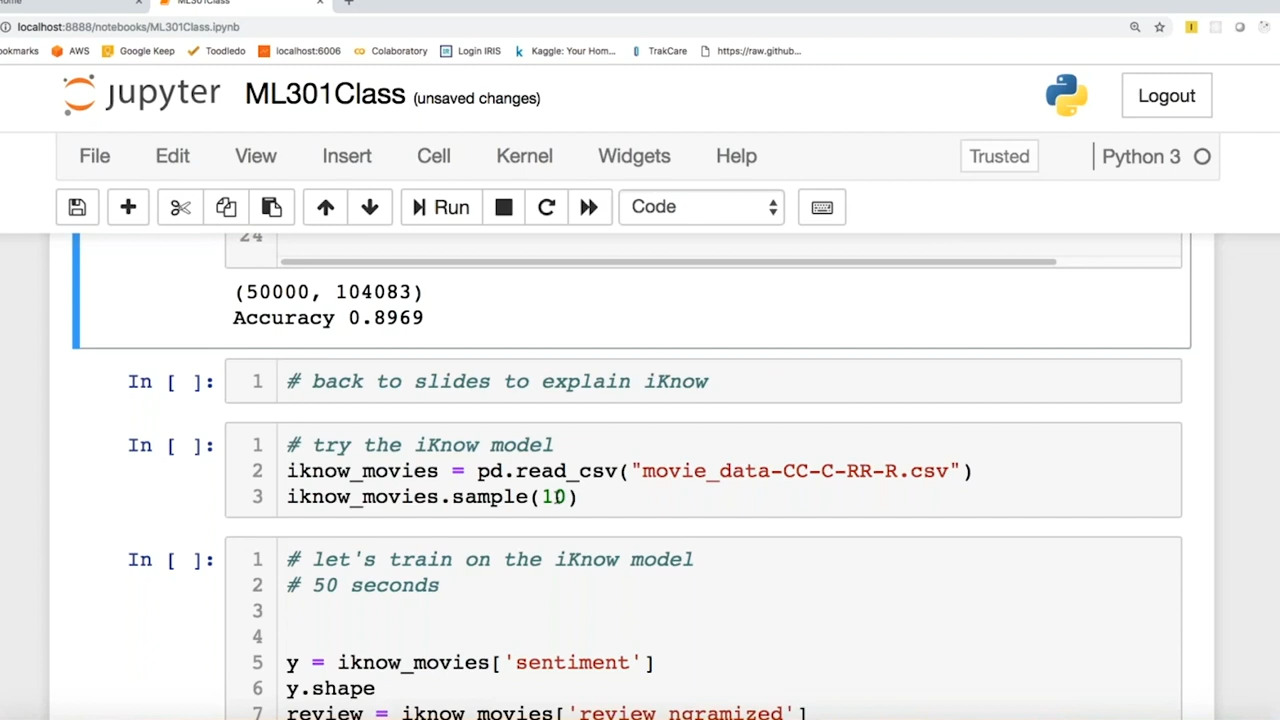 Home ML301Class
localhost:8888/notebooks/ML301Class.ipynb
ookmarks AWS Google Keep Toodledo localhost:6006 Colaboratory Login IRIS Kaggle: Your Hom... TrakCare https://raw.github...
jupyter ML301Class (unsaved changes) Logout
File Edit View Insert Cell Kernel Widgets Help Trusted Python 3
Run Code
24
(50000, 104083)
Accuracy 0.8969
In [ ]: 1 # back to slides to explain iKnow
In [ ]: 1 # try the iKnow model
2 iknow_movies = pd.read_csv("movie_data-CC-C-RR-R.csv")
3 iknow_movies.sample(10)
In [ ]: 1 # let's train on the iKnow model
2 # 50 seconds
3
4
5 y = iknow_movies['sentiment']
6 y.shape
7 review = iknow_movies['review_ngramized']